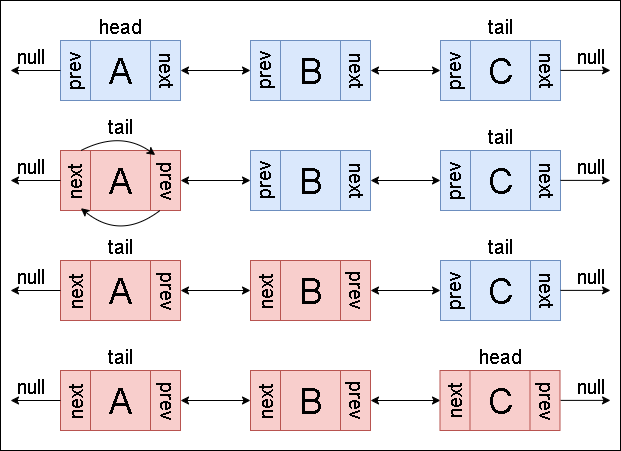 head tail
null prev A next prev B next prev C next null
tail tail
null next A prev prev B next prev C next null
tail tail
null next A prev next B prev prev C next null
tail head
null next A prev next B prev next C prev null